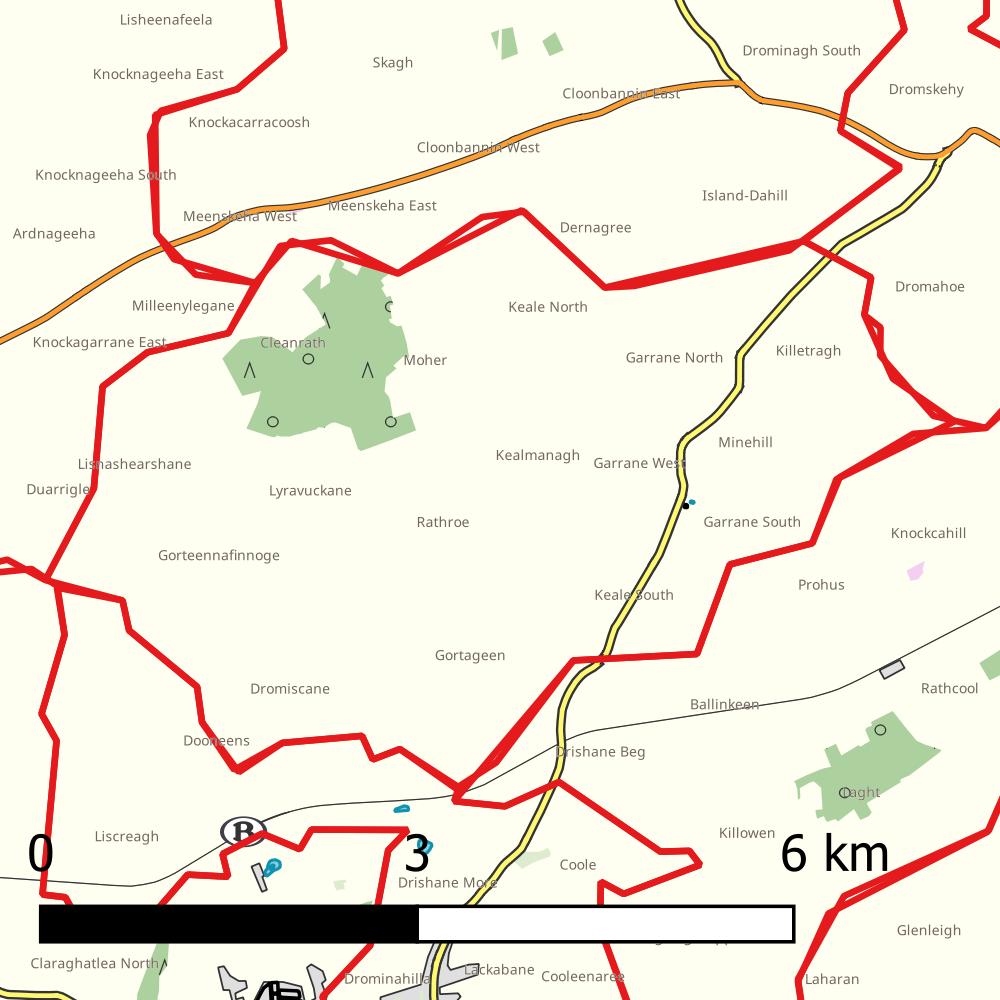 Lisheenafeela
Drominagh South
Skagh
Knocknageeha East
Dromskehy
Cloonbannin East
Knockacarracoosh
Cloonbannin West
Knocknageeha South
Island-Dahill
Meenskeha East
Meenskeha West
Dernagree
Ardnageeha
Dromahoe
Milleenylegane
Keale North
Knockagarrane East
Cleanrath
Killetragh
Garrane North
Moher
Minehill
Kealmanagh
Garrane West
Lisnashearshane
Duarrigle
Lyravuckane
Rathroe
Garrane South
Knockcahill
Gorteennafinnoge
Prohus
Keale South
Gortageen
Dromiscane
Rathcool
Ballinkeen
Dooneens
Drishane Beg
Laght
B
Liscreagh
Killowen
0 3 6 km
Coole
Drishane More
Glenleigh
Claraghatlea North
Lackabane
Drominahilla
Cooleenaree
Laharan